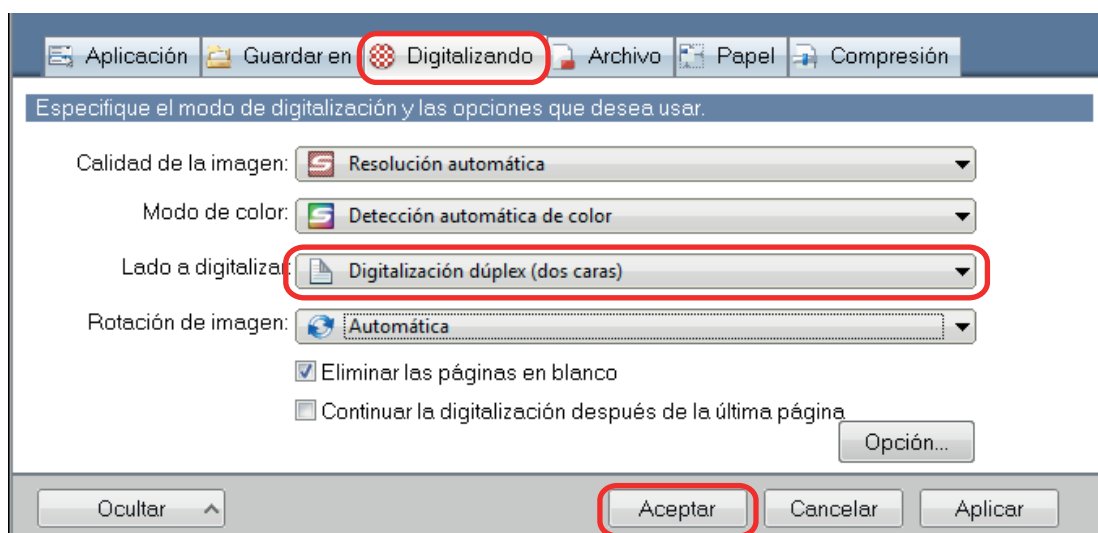 Aplicación Guardar en Digitalizando Archivo Papel Compresión
Especifique el modo de digitalización y las opciones que desea usar.
Calidad de la imagen: Resolución automática
Modo de color: Detección automática de color
Lado a digitalizar: Digitalización dúplex (dos caras)
Rotación de imagen: Automática
Eliminar las páginas en blanco
Continuar la digitalización después de la última página
Opción...
Ocultar Aceptar Cancelar Aplicar